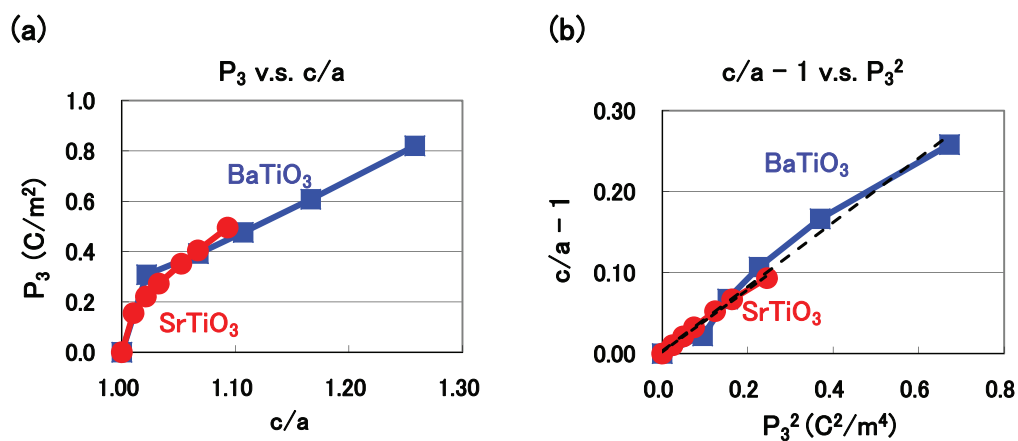 (a)
P₃ v.s. c/a
1.0
0.8
0.6
0.4
0.2
0.0
P₃ (C/m²)
BaTiO₃
SrTiO₃
1.00 1.10 1.20 1.30
c/a
(b)
c/a − 1 v.s. P₃²
0.30
0.20
0.10
0.00
c/a − 1
BaTiO₃
SrTiO₃
0.0 0.2 0.4 0.6 0.8
P₃² (C²/m⁴)